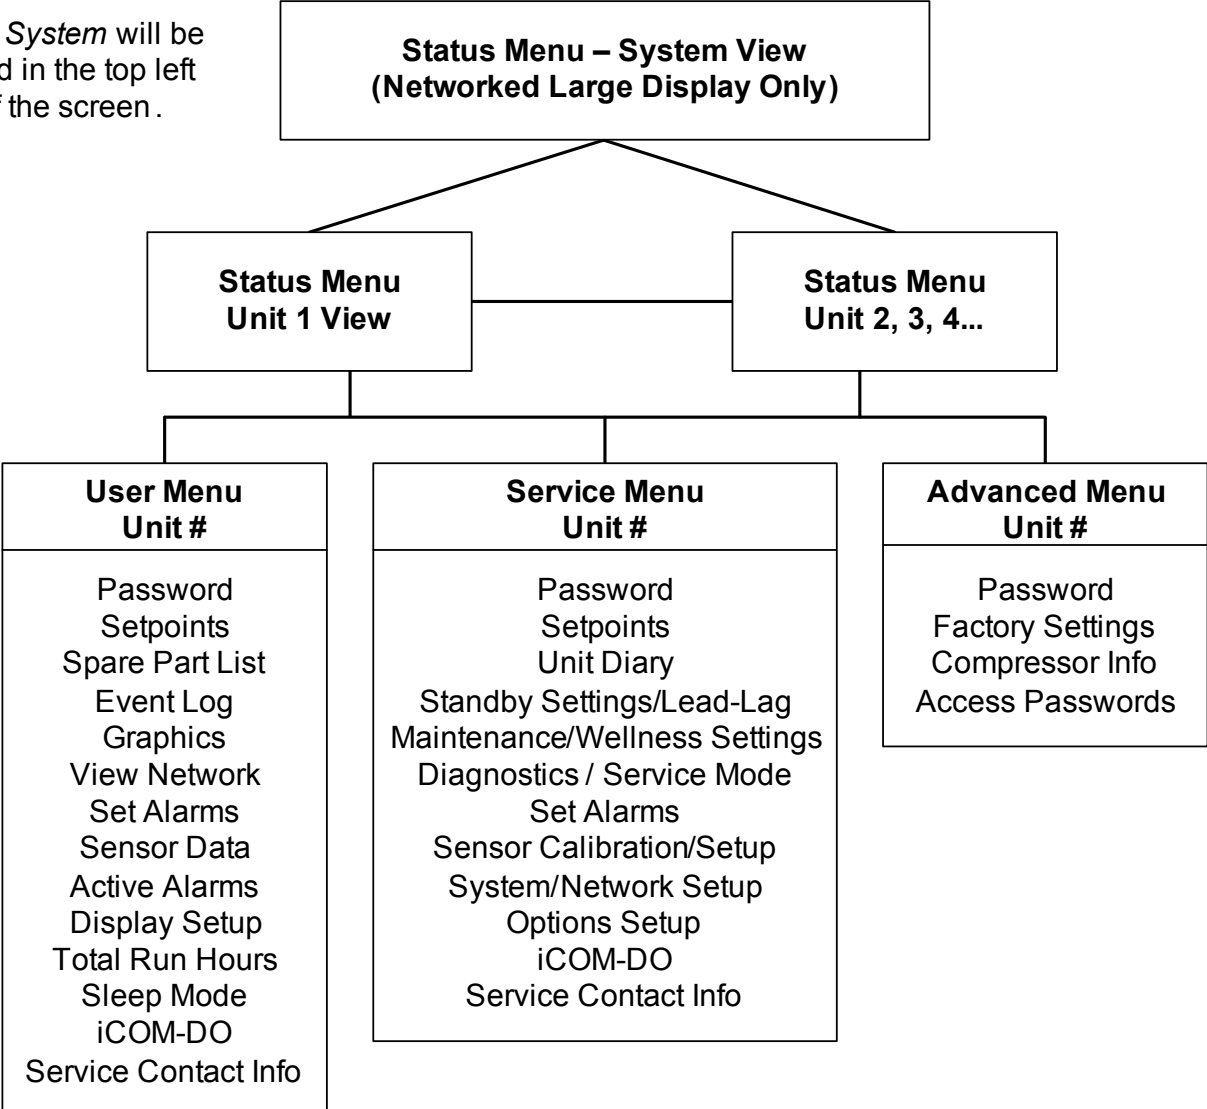 System will be
in the top left
the screen.
Status Menu – System View
(Networked Large Display Only)
Status Menu
Unit 1 View
Status Menu
Unit 2, 3, 4...
User Menu
Unit #
Password
Setpoints
Spare Part List
Event Log
Graphics
View Network
Set Alarms
Sensor Data
Active Alarms
Display Setup
Total Run Hours
Sleep Mode
iCOM-DO
Service Contact Info
Service Menu
Unit #
Password
Setpoints
Unit Diary
Standby Settings/Lead-Lag
Maintenance/Wellness Settings
Diagnostics / Service Mode
Set Alarms
Sensor Calibration/Setup
System/Network Setup
Options Setup
iCOM-DO
Service Contact Info
Advanced Menu
Unit #
Password
Factory Settings
Compressor Info
Access Passwords